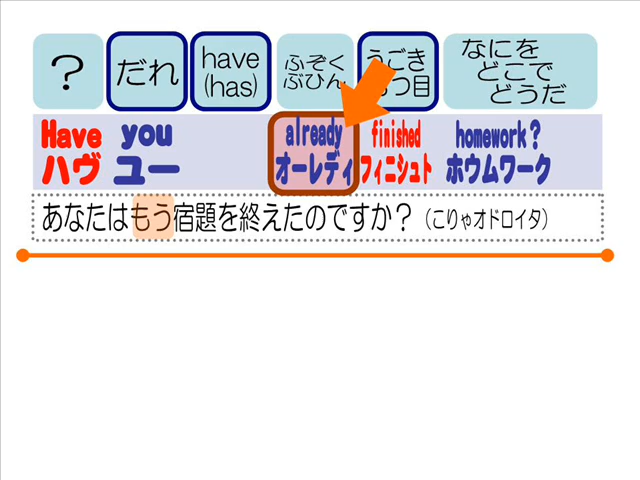 ?
だれ
have
(has)
ふぞく
ぶひん
うごき
つ目
なにを
どこで
どうだ
Have you already finished homework?
ハヴ ユー オーレディ フィニシュト ホウムワーク
あなたはもう宿題を終えたのですか？（こりゃオドロイタ）